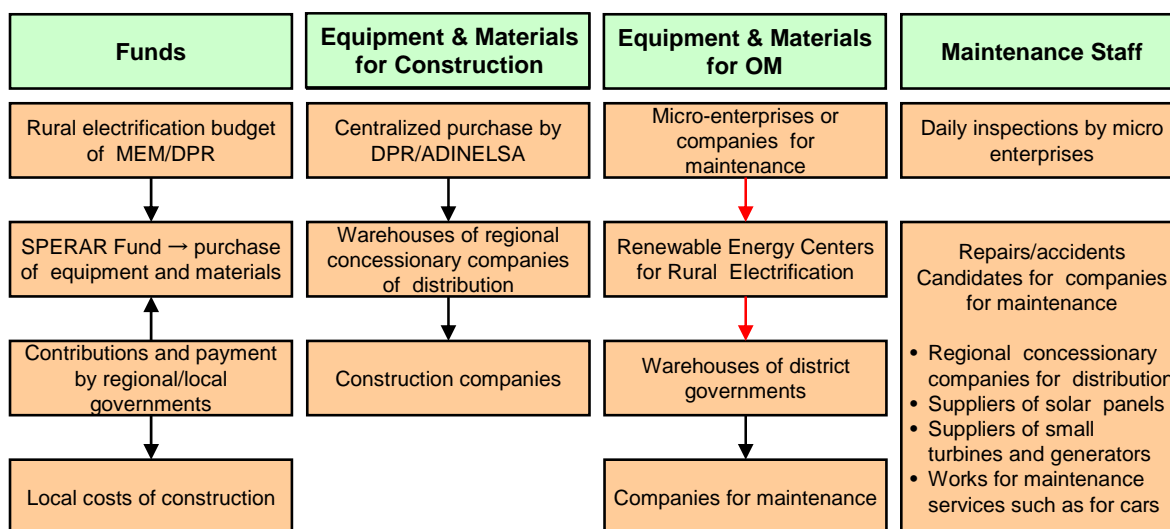 Funds
Rural electrification budget
of MEM/DPR
SPERAR Fund → purchase
of equipment and materials
Contributions and payment
by regional/local
governments
Local costs of construction
Equipment & Materials
for Construction
Centralized purchase by
DPR/ADINELSA
Warehouses of regional
concessionary companies
of distribution
Construction companies
Equipment & Materials
for OM
Micro-enterprises or
companies for
maintenance
Renewable Energy Centers
for Rural Electrification
Warehouses of district
governments
Companies for maintenance
Maintenance Staff
Daily inspections by micro
enterprises
Repairs/accidents
Candidates for companies
for maintenance
• Regional concessionary
companies for distribution
• Suppliers of solar panels
• Suppliers of small
turbines and generators
• Works for maintenance
services such as for cars